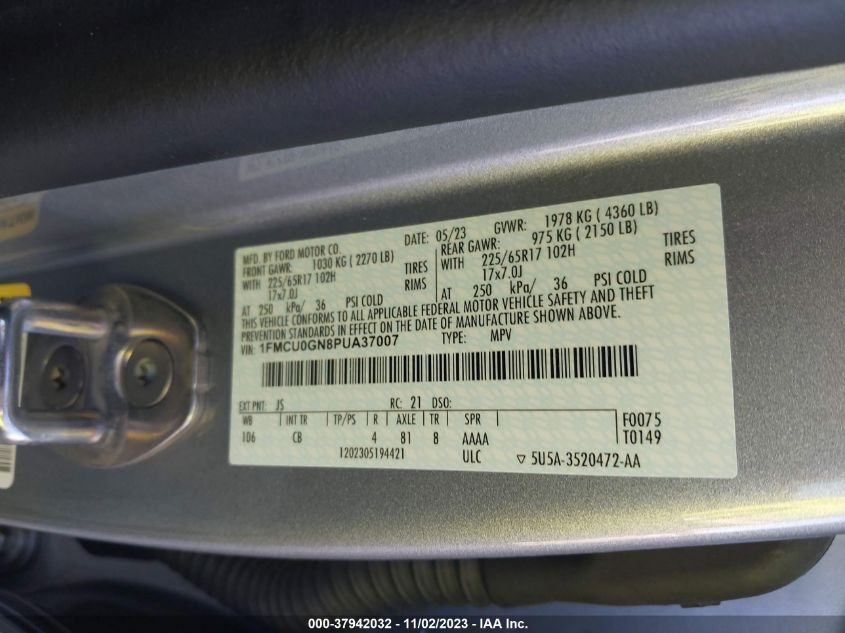 MFD. BY FORD MOTOR CO. DATE: 05/23 GVWR: 1978 KG ( 4360 LB)
FRONT GAWR: 1030 KG ( 2270 LB) REAR GAWR: 975 KG ( 2150 LB)
WITH 225/65R17 102H TIRES WITH 225/65R17 102H TIRES
17x7.0J RIMS 17x7.0J RIMS
AT 250 kPa/ 36 PSI COLD AT 250 kPa/ 36 PSI COLD
THIS VEHICLE CONFORMS TO ALL APPLICABLE FEDERAL MOTOR VEHICLE SAFETY AND THEFT
PREVENTION STANDARDS IN EFFECT ON THE DATE OF MANUFACTURE SHOWN ABOVE.
VIN: 1FMCU0GN8PUA37007 TYPE: MPV
EXT PNT: JS RC: 21 DSO:
WB INT TR TP/PS R AXLE TR SPR F0075
106 CB 4 81 8 AAAA T0149
1202305194421 ULC ▽ 5U5A-3520472-AA
000-37942032 - 11/02/2023 - IAA Inc.